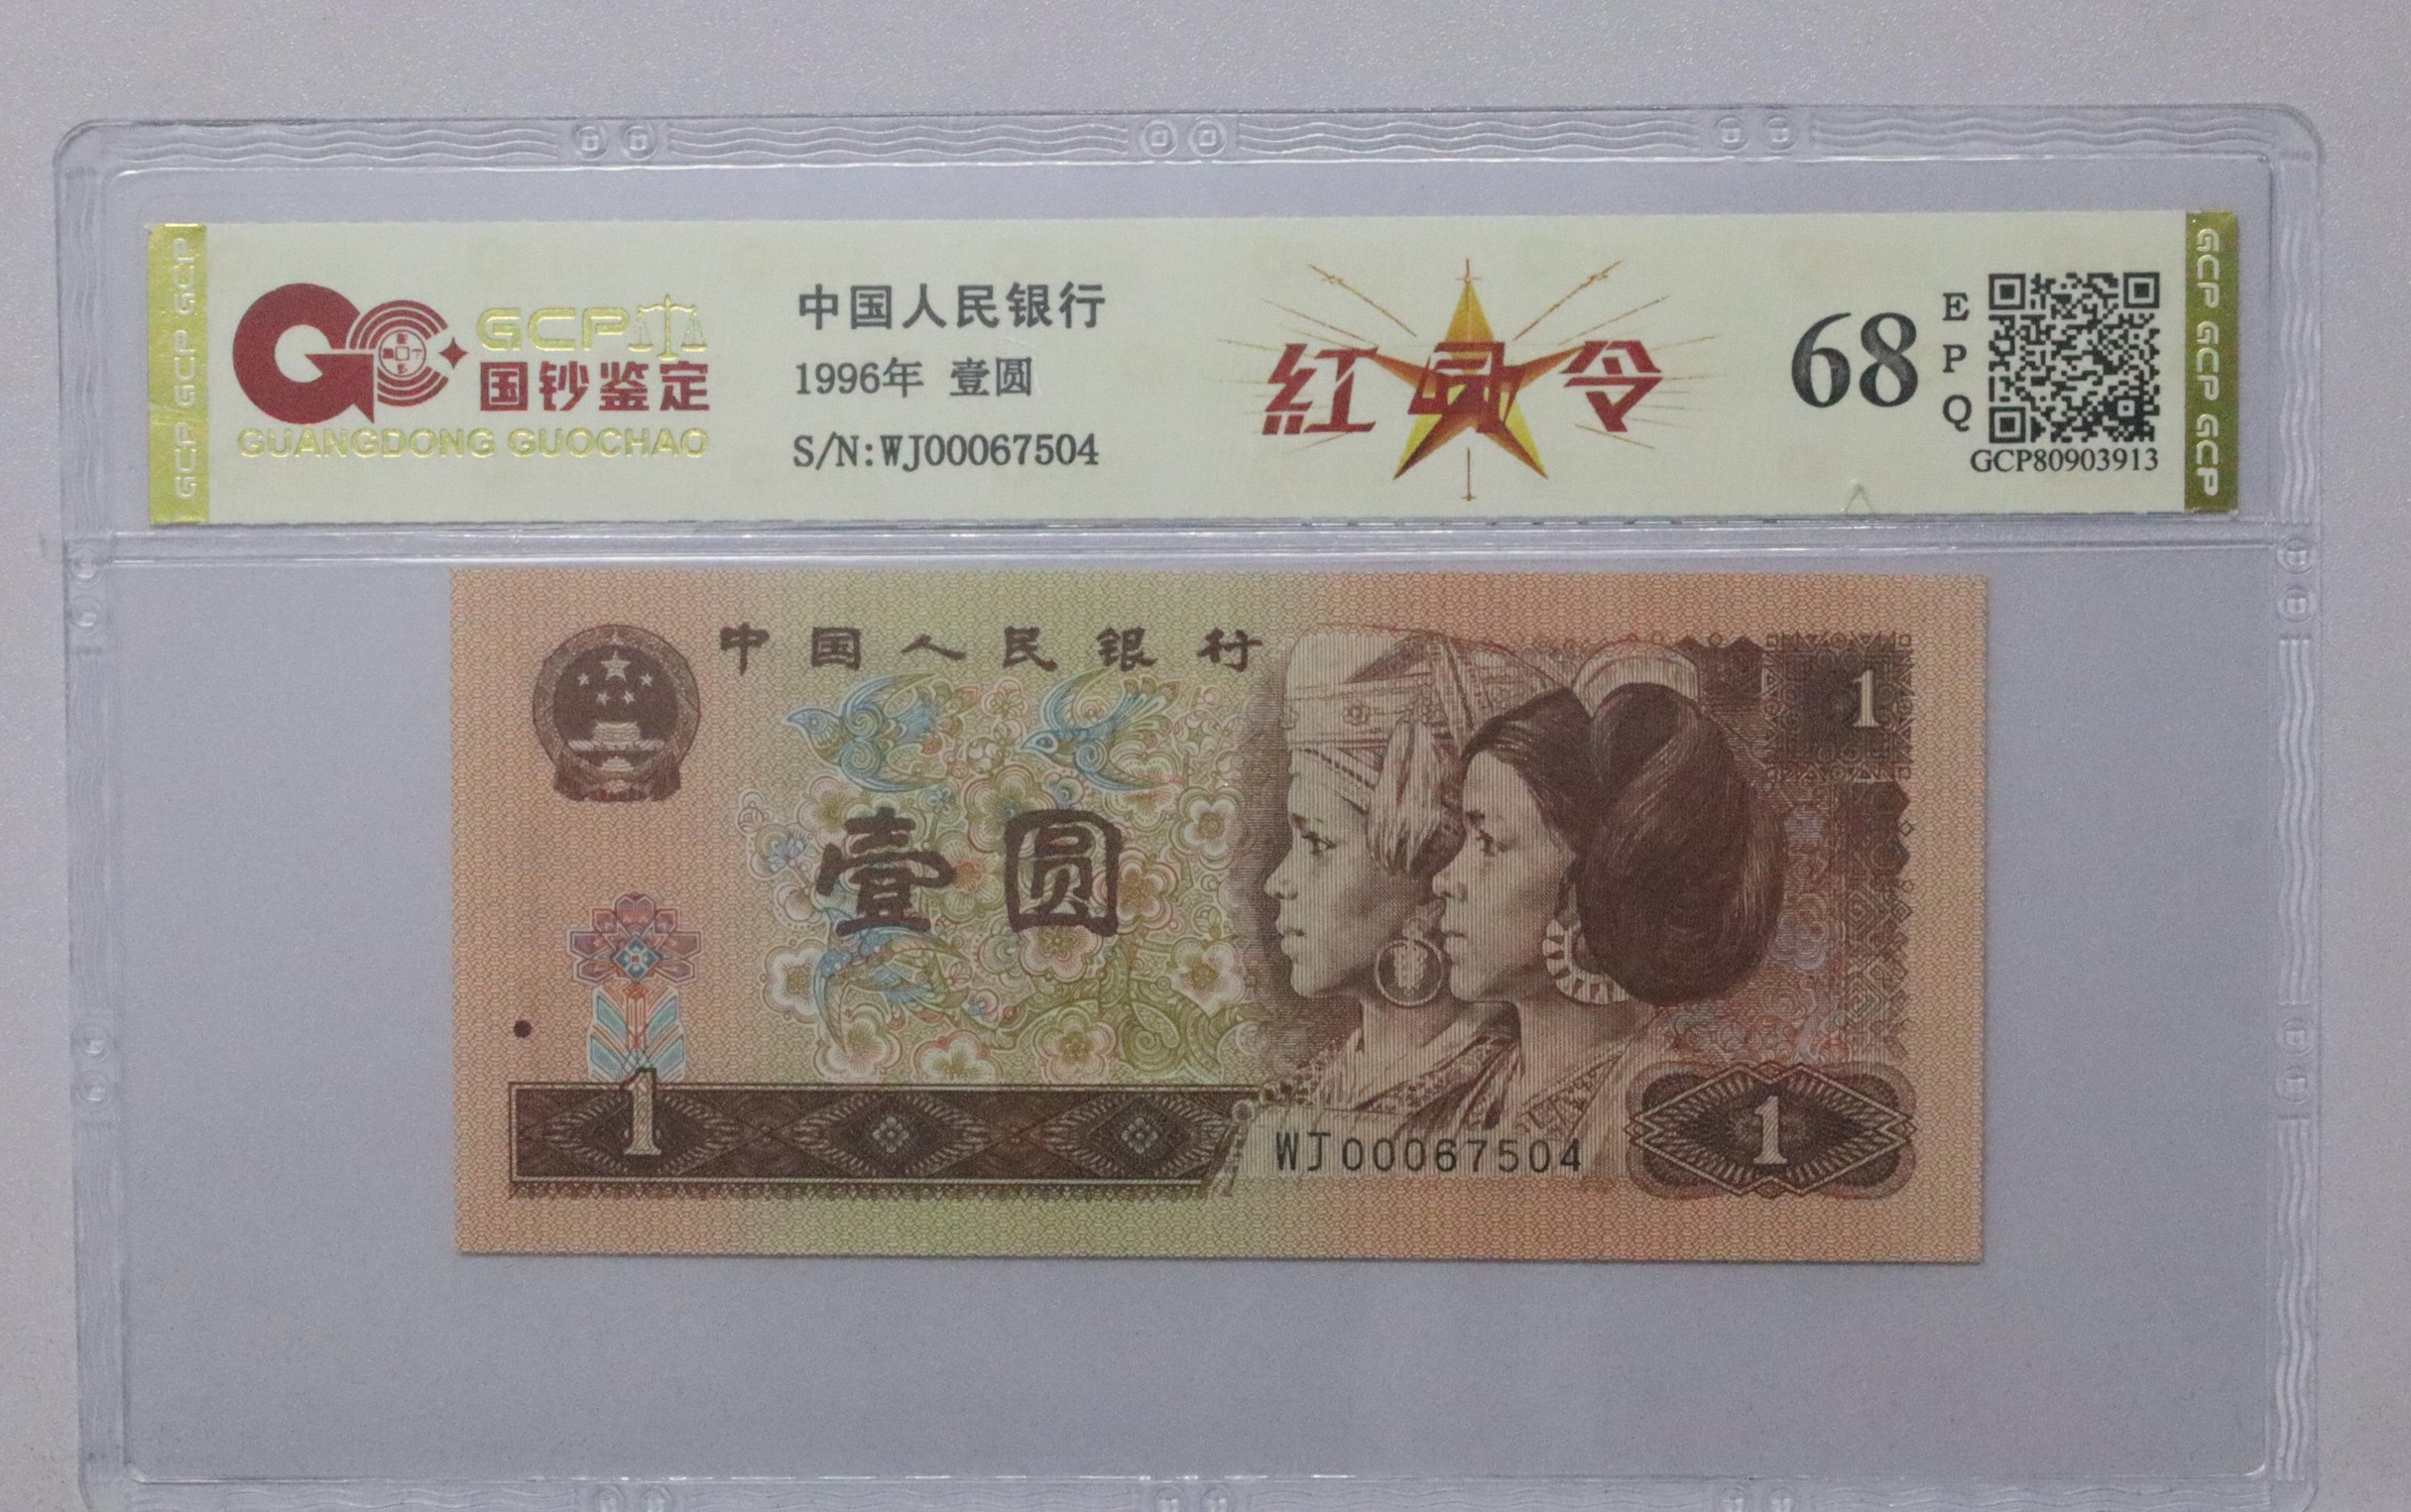 GCP GCP GCP
GCP
国钞鉴定
GUANGDONG GUOCHAO
中国人民银行
1996年 壹圆
S/N:WJ00067504
紅 令
68
E
P
Q
GCP80903913
GCP GCP GCP
中国人民银行
1
壹圆
1
WJ00067504
1